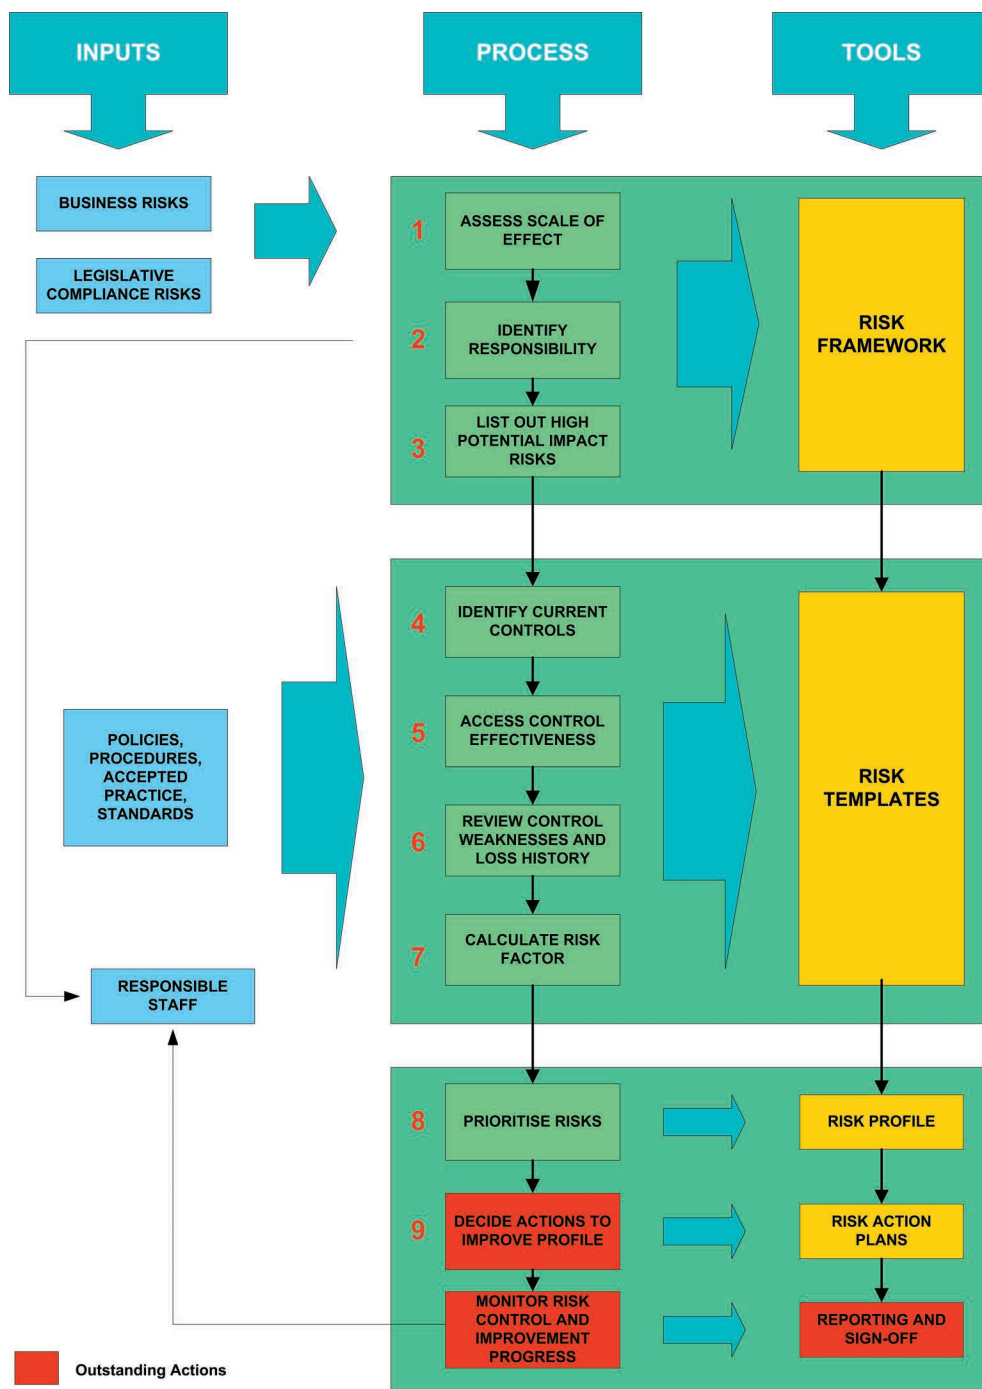 INPUTS
PROCESS
TOOLS
BUSINESS RISKS
LEGISLATIVE
COMPLIANCE RISKS
1
ASSESS SCALE OF
EFFECT
2
IDENTIFY
RESPONSIBILITY
3
LIST OUT HIGH
POTENTIAL IMPACT
RISKS
RISK
FRAMEWORK
POLICIES,
PROCEDURES,
ACCEPTED
PRACTICE,
STANDARDS
4
IDENTIFY CURRENT
CONTROLS
5
ACCESS CONTROL
EFFECTIVENESS
6
REVIEW CONTROL
WEAKNESSES AND
LOSS HISTORY
7
CALCULATE RISK
FACTOR
RISK
TEMPLATES
RESPONSIBLE
STAFF
8
PRIORITISE RISKS
RISK PROFILE
9
DECIDE ACTIONS TO
IMPROVE PROFILE
RISK ACTION
PLANS
MONITOR RISK
CONTROL AND
IMPROVEMENT
PROGRESS
REPORTING AND
SIGN-OFF
Outstanding Actions